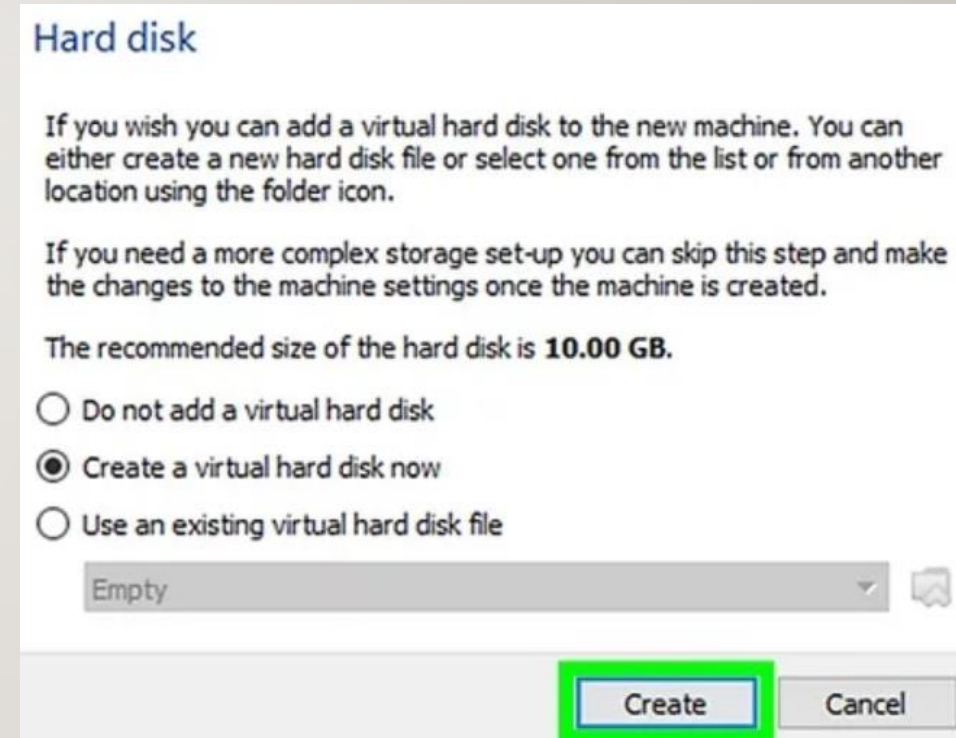 Hard disk
If you wish you can add a virtual hard disk to the new machine. You can
either create a new hard disk file or select one from the list or from another
location using the folder icon.
If you need a more complex storage set-up you can skip this step and make
the changes to the machine settings once the machine is created.
The recommended size of the hard disk is 10.00 GB.
Do not add a virtual hard disk
Create a virtual hard disk now
Use an existing virtual hard disk file
Empty
Create Cancel